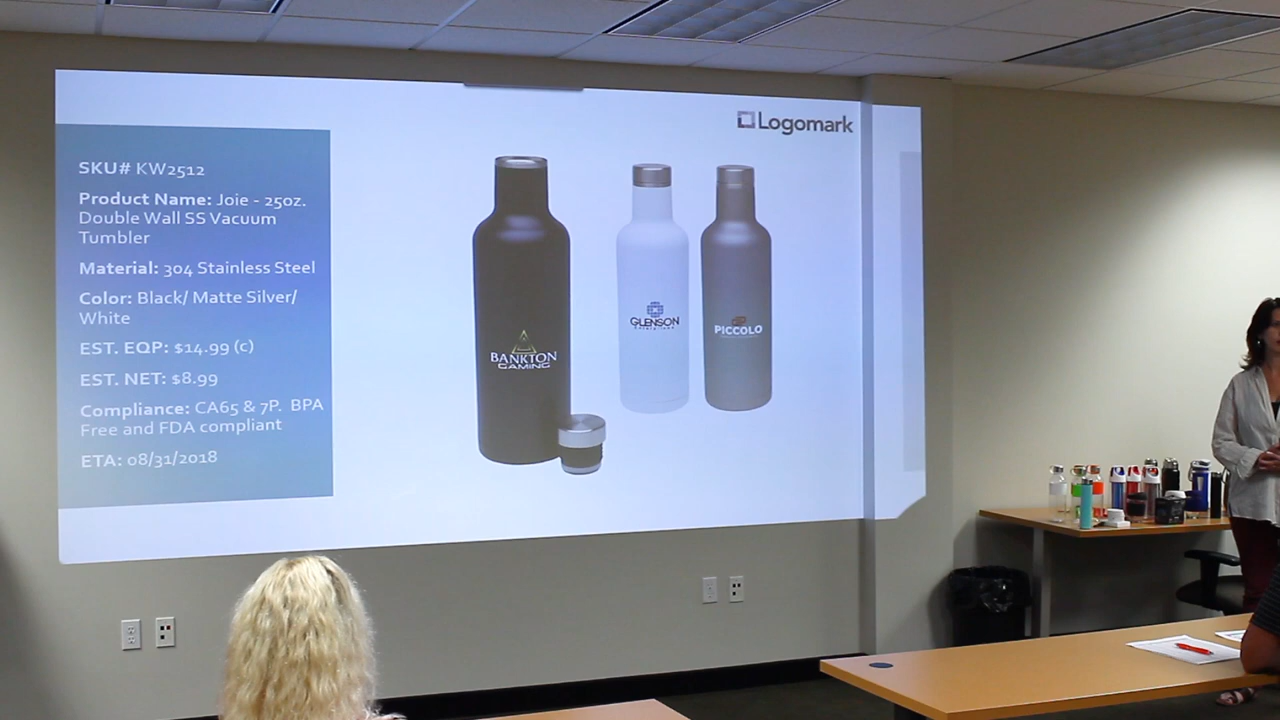 Logomark
SKU# KW2512
Product Name: Joie - 25oz.
Double Wall SS Vacuum
Tumbler
Material: 304 Stainless Steel
Color: Black/ Matte Silver/
White
EST. EQP: $14.99 (c)
EST. NET: $8.99
Compliance: CA65 & 7P. BPA
Free and FDA compliant
ETA: 08/31/2018
BANKTON
GAMING
GLENSON
PICCOLO